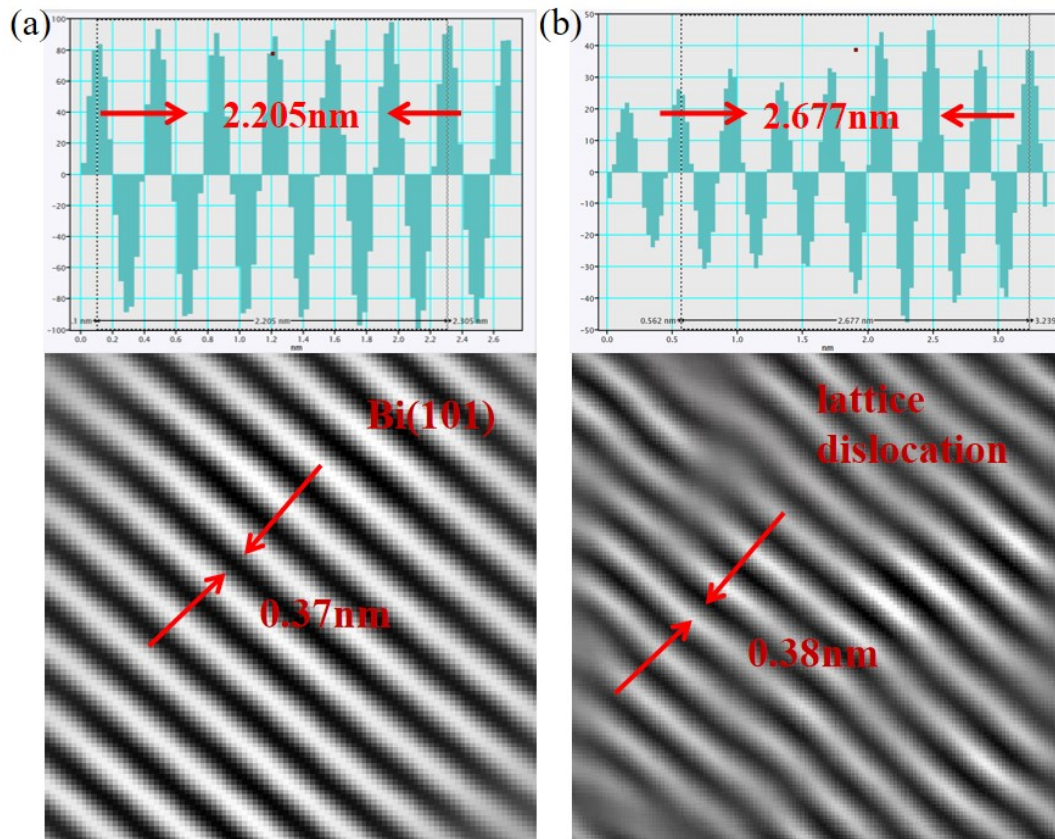 (a)
100
80
60
40
20
0
-20
-40
-60
-80
-100
2.205nm
.1 nm
2.205 nm
2.305 nm
0.0 0.2 0.4 0.6 0.8 1.0 1.2 1.4 1.6 1.8 2.0 2.2 2.4 2.6
nm
Bi(101)
0.37nm
(b)
50
40
30
20
10
0
-10
-20
-30
-40
-50
2.677nm
0.562 nm
2.677 nm
3.239
0.0 0.5 1.0 1.5 2.0 2.5 3.0
nm
lattice
dislocation
0.38nm